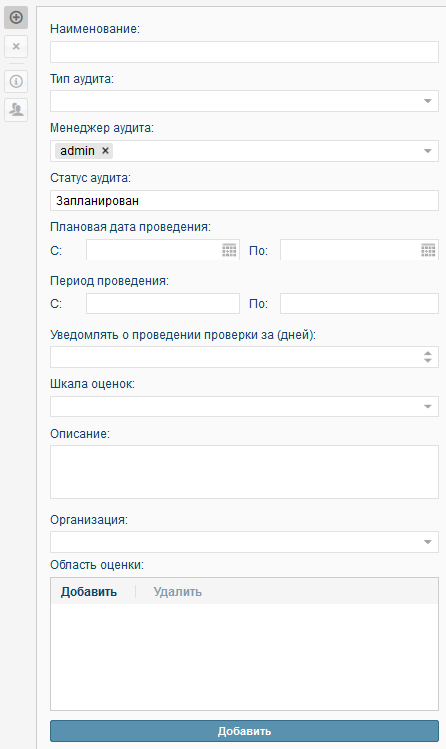 Наименование:
Тип аудита:
Менеджер аудита:
admin ×
Статус аудита:
Запланирован
Плановая дата проведения:
С: По:
Период проведения:
С: По:
Уведомлять о проведении проверки за (дней):
Шкала оценок:
Описание:
Организация:
Область оценки:
Добавить Удалить
Добавить